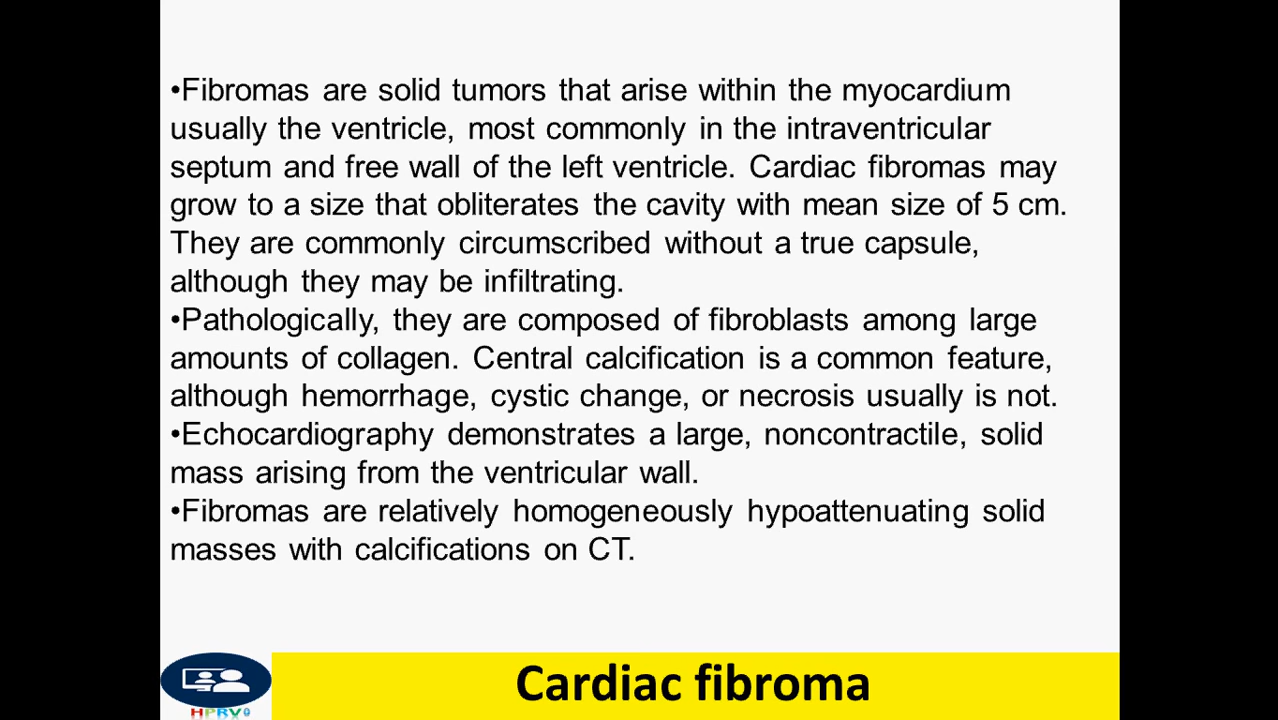 •Fibromas are solid tumors that arise within the myocardium
usually the ventricle, most commonly in the intraventricular
septum and free wall of the left ventricle. Cardiac fibromas may
grow to a size that obliterates the cavity with mean size of 5 cm.
They are commonly circumscribed without a true capsule,
although they may be infiltrating.
•Pathologically, they are composed of fibroblasts among large
amounts of collagen. Central calcification is a common feature,
although hemorrhage, cystic change, or necrosis usually is not.
•Echocardiography demonstrates a large, noncontractile, solid
mass arising from the ventricular wall.
•Fibromas are relatively homogeneously hypoattenuating solid
masses with calcifications on CT.
Cardiac fibroma